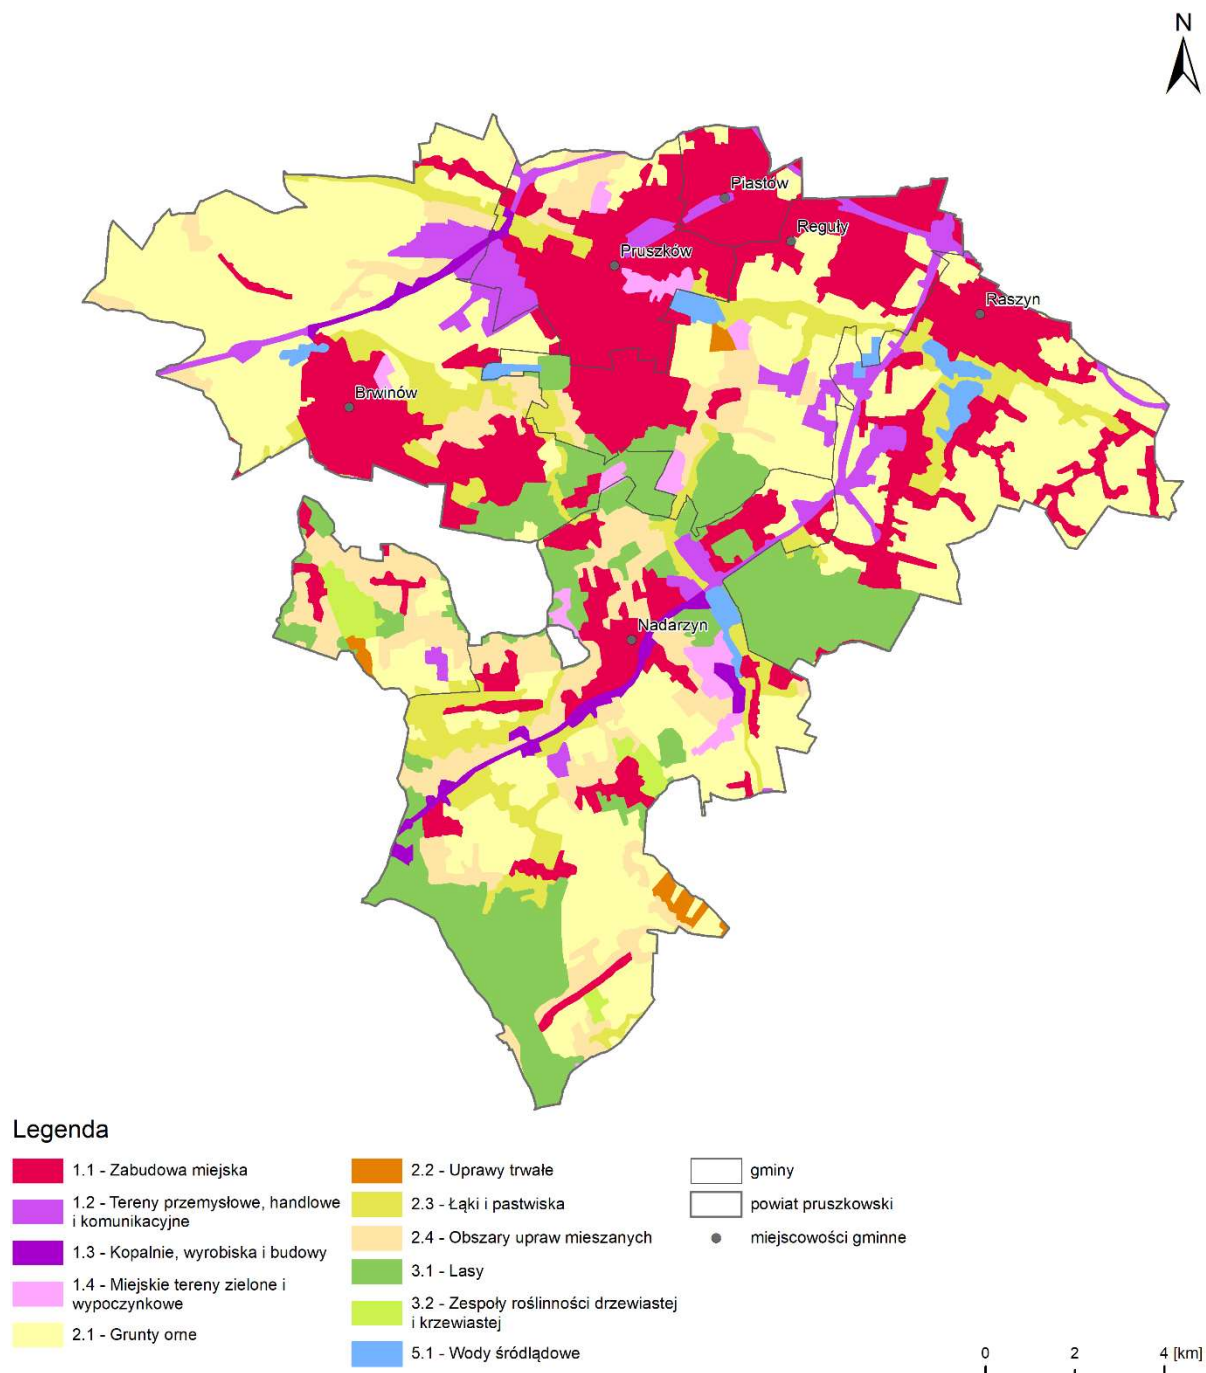 N
Piastów
Reguły
Pruszków
Raszyn
Brwinów
Nadarzyn
Legenda
1.1 - Zabudowa miejska
1.2 - Tereny przemysłowe, handlowe
i komunikacyjne
1.3 - Kopalnie, wyrobiska i budowy
1.4 - Miejskie tereny zielone i
wypoczynkowe
2.1 - Grunty orne
2.2 - Uprawy trwałe
2.3 - Łąki i pastwiska
2.4 - Obszary upraw mieszanych
3.1 - Lasy
3.2 - Zespoły roślinności drzewiastej
i krzewiastej
5.1 - Wody śródlądowe
gminy
powiat pruszkowski
miejscowości gminne
0 2 4 [km]